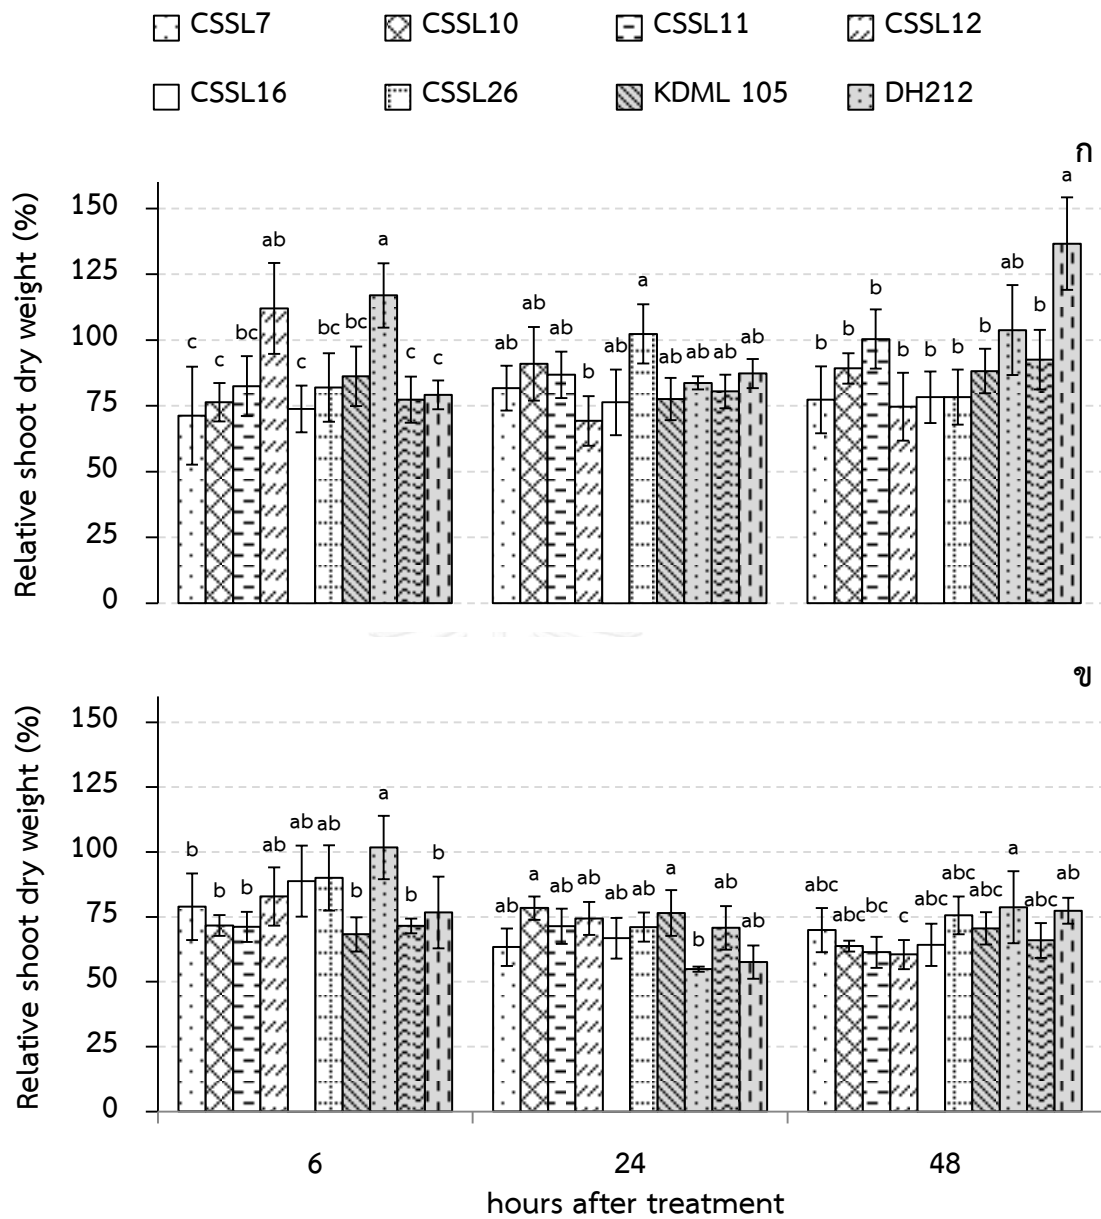 CSSL7 CSSL10 CSSL11 CSSL12
CSSL16 CSSL26 KDML 105 DH212
ก
Relative shoot dry weight (%)
150
125
100
75
50
25
0
c c bc ab c bc bc a c c
ab ab ab b ab a ab ab ab ab
b b b b b b b ab b a
ข
Relative shoot dry weight (%)
150
125
100
75
50
25
0
b b b ab ab ab b a b b
ab a ab ab ab ab a b ab ab
abc abc bc c abc abc abc a abc ab
6 24 48
hours after treatment